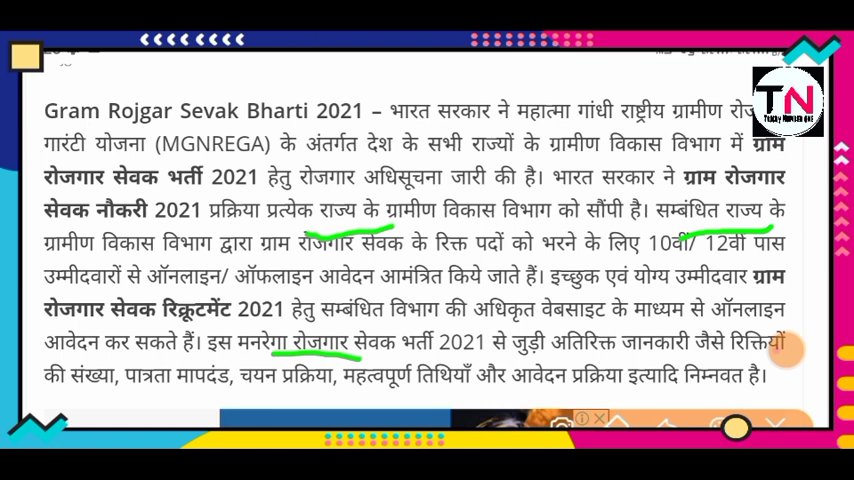 Gram Rojgar Sevak Bharti 2021 – भारत सरकार ने महात्मा गांधी राष्ट्रीय ग्रामीण
गारंटी योजना (MGNREGA) के अंतर्गत देश के सभी राज्यों के ग्रामीण विकास विभाग में ग्राम
रोजगार सेवक भर्ती 2021 हेतु रोजगार अधिसूचना जारी की है। भारत सरकार ने ग्राम रोजगार
सेवक नौकरी 2021 प्रक्रिया प्रत्येक राज्य के ग्रामीण विकास विभाग को सौंपी है। सम्बंधित राज्य के
ग्रामीण विकास विभाग द्वारा ग्राम रोजगार सेवक के रिक्त पदों को भरने के लिए 10वीं/ 12वीं पास
उम्मीदवारों से ऑनलाइन/ ऑफलाइन आवेदन आमंत्रित किये जाते हैं। इच्छुक एवं योग्य उम्मीदवार ग्राम
रोजगार सेवक रिक्रूटमेंट 2021 हेतु सम्बंधित विभाग की अधिकृत वेबसाइट के माध्यम से ऑनलाइन
आवेदन कर सकते हैं। इस मनरेगा रोजगार सेवक भर्ती 2021 से जुड़ी अतिरिक्त जानकारी जैसे रिक्तियों
की संख्या, पात्रता मापदंड, चयन प्रक्रिया, महत्वपूर्ण तिथियाँ और आवेदन प्रक्रिया इत्यादि निम्नवत है।
TN